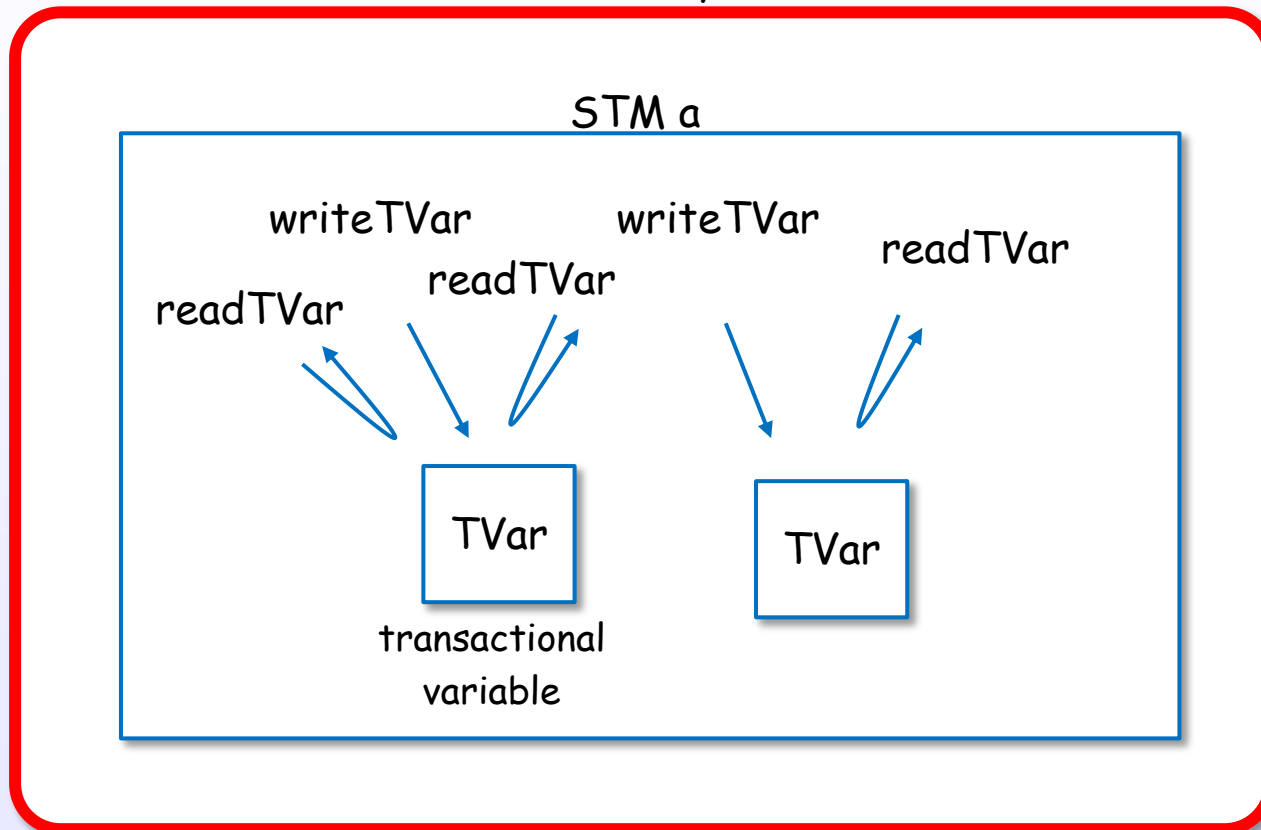 STM a
writeTVar
writeTVar
readTVar
readTVar
readTVar
TVar
TVar
transactional
variable